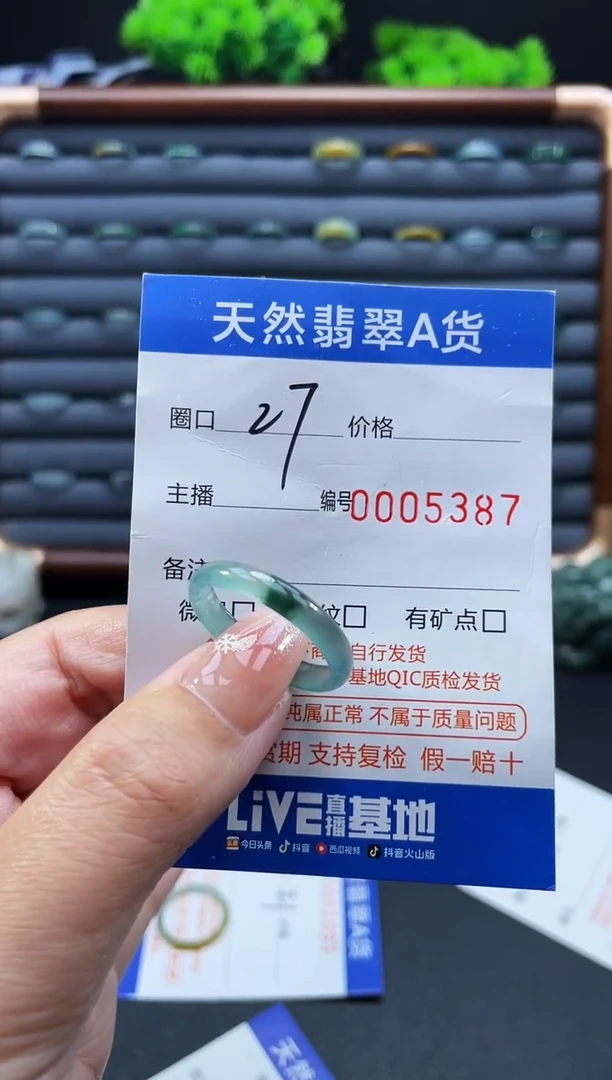 天然翡翠A货
圈口 27 价格
主播 编号0005387
备注
微 纹□ 有矿点□
自行发货
基地QIC质检发货
纯属正常 不属于质量问题
赏期 支持复检 假一赔十
LiVE直播基地
今日头条 抖音 西瓜视频 抖音火山版